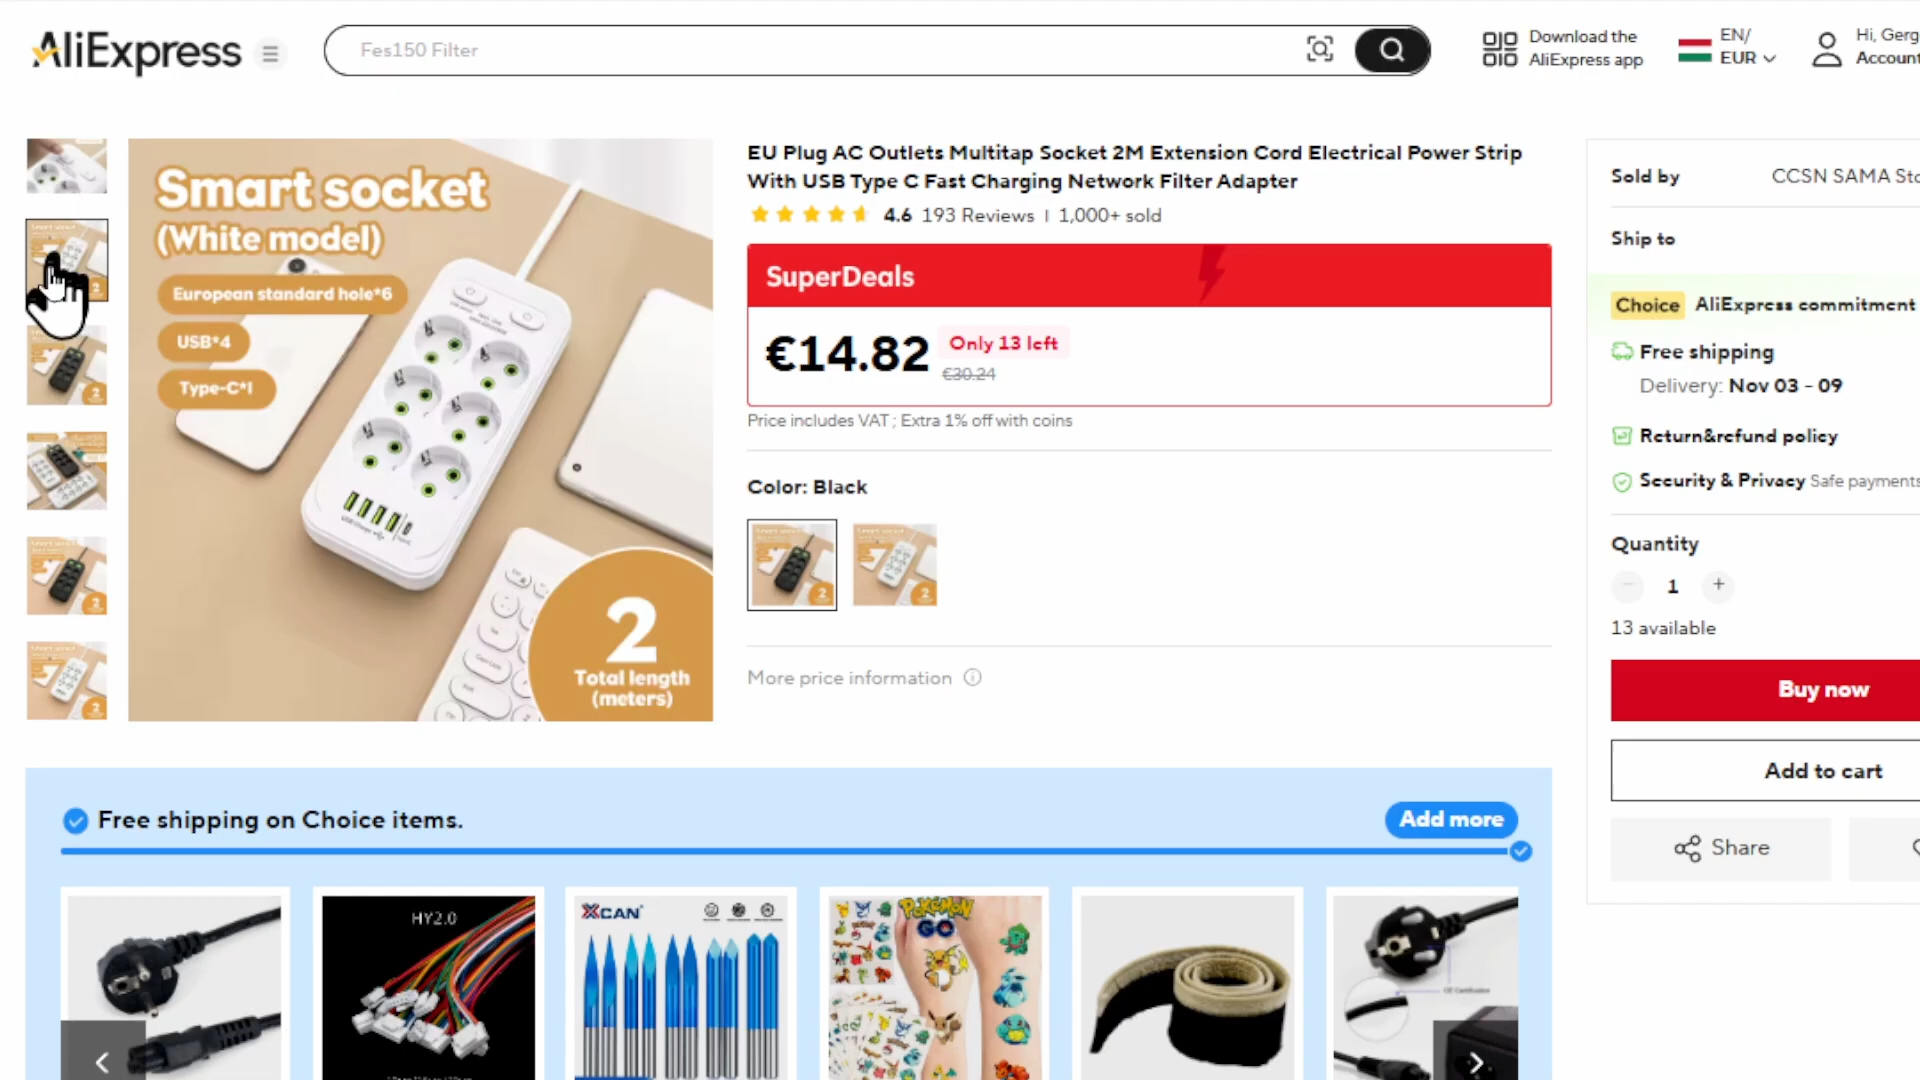 AliExpress
Fes150 Filter
Download the
AliExpress app
EN/
EUR
Hi, Gerg
Account
Smart socket
(White model)
European standard hole*6
USB*4
Type-C*1
2
Total length
(meters)
EU Plug AC Outlets Multitap Socket 2M Extension Cord Electrical Power Strip
With USB Type C Fast Charging Network Filter Adapter
4.6 193 Reviews | 1,000+ sold
SuperDeals
€14.82
Only 13 left
€30.24
Price includes VAT ; Extra 1% off with coins
Color: Black
More price information
Sold by
CCSN SAMA Sto
Ship to
Choice AliExpress commitment
Free shipping
Delivery: Nov 03 - 09
Return&refund policy
Security & Privacy Safe payments
Quantity
1
+
13 available
Buy now
Add to cart
Share
Free shipping on Choice items.
Add more
HY2.0
XCAN
POKéMON
GO